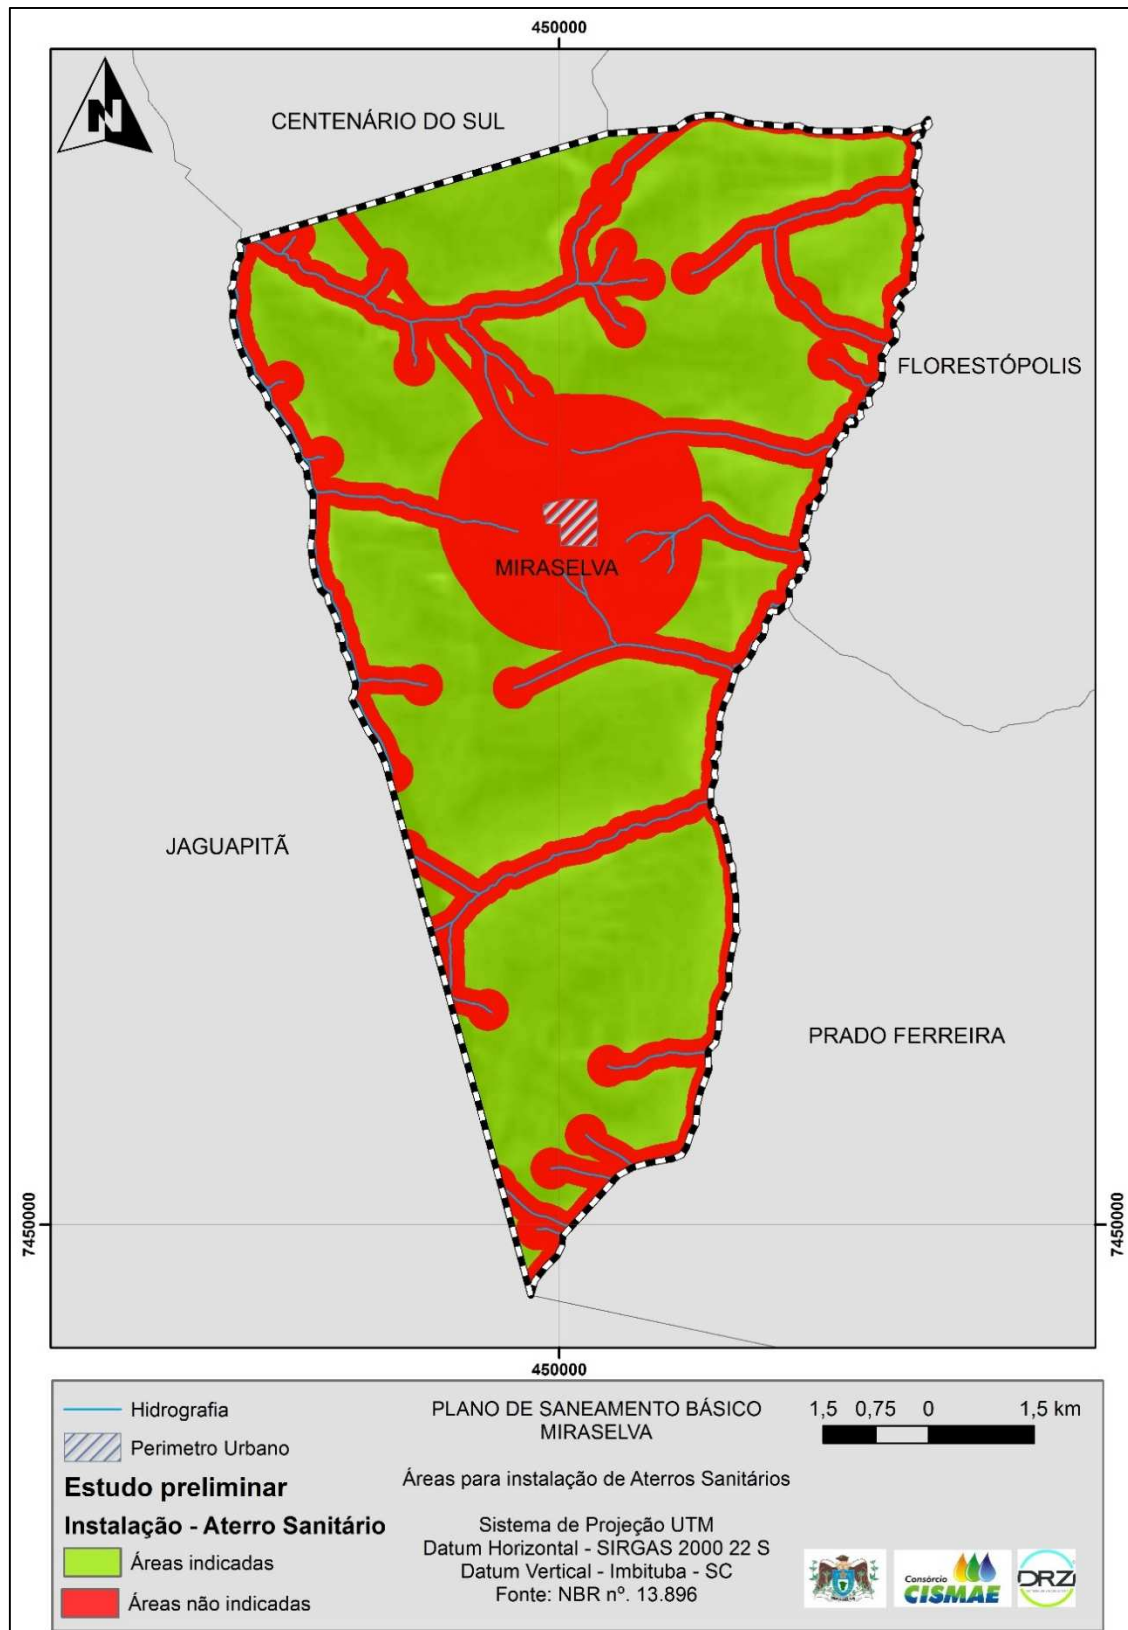 450000
N
CENTENÁRIO DO SUL
FLORESTÓPOLIS
MIRASELVA
JAGUAPITÃ
PRADO FERREIRA
7450000
7450000
450000
Hidrografia
Perimetro Urbano
Estudo preliminar
Instalação - Aterro Sanitário
Áreas indicadas
Áreas não indicadas
PLANO DE SANEAMENTO BÁSICO
MIRASELVA
Áreas para instalação de Aterros Sanitários
Sistema de Projeção UTM
Datum Horizontal - SIRGAS 2000 22 S
Datum Vertical - Imbituba - SC
Fonte: NBR nº. 13.896
1,5 0,75 0 1,5 km
Consórcio
CISMAE
DRZ